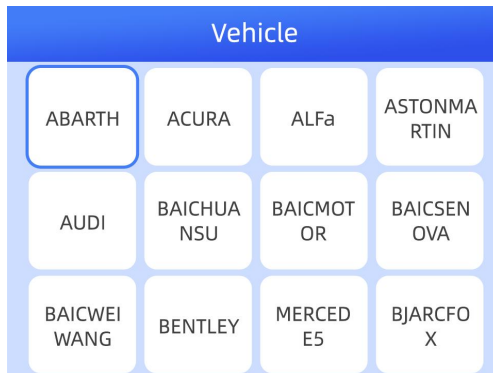 Vehicle
ABARTH
ACURA
ALFa
ASTONMA
RTIN
AUDI
BAICHUA
NSU
BAICMOT
OR
BAICSEN
OVA
BAICWEI
WANG
BENTLEY
MERCED
E5
BJARCFO
X